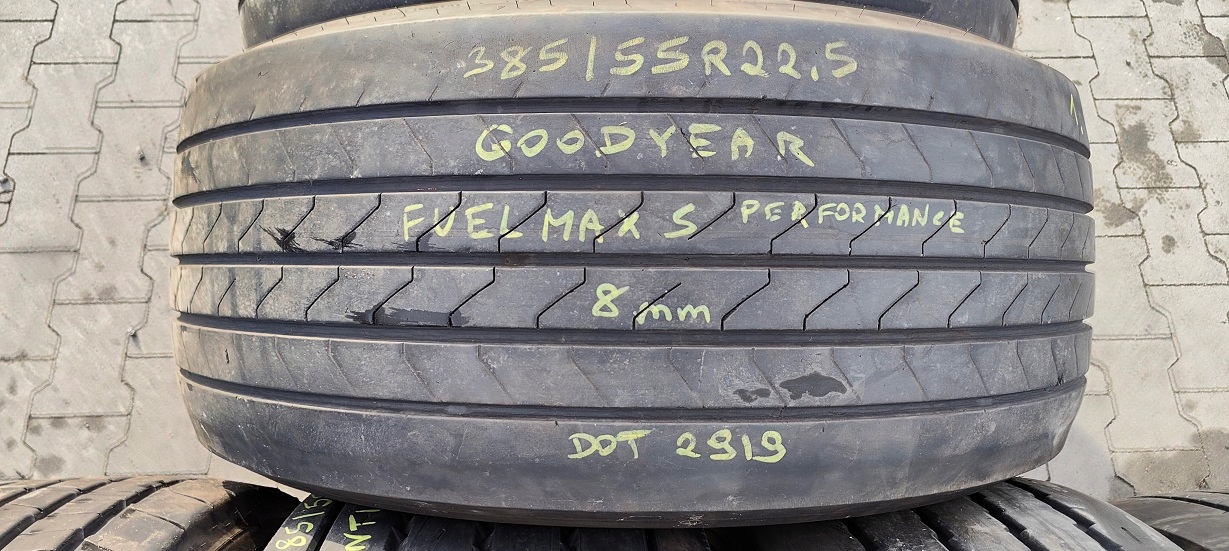 385/55R22.5
GOODYEAR
FUELMAX S PERFORMANCE
8mm
DOT 2919